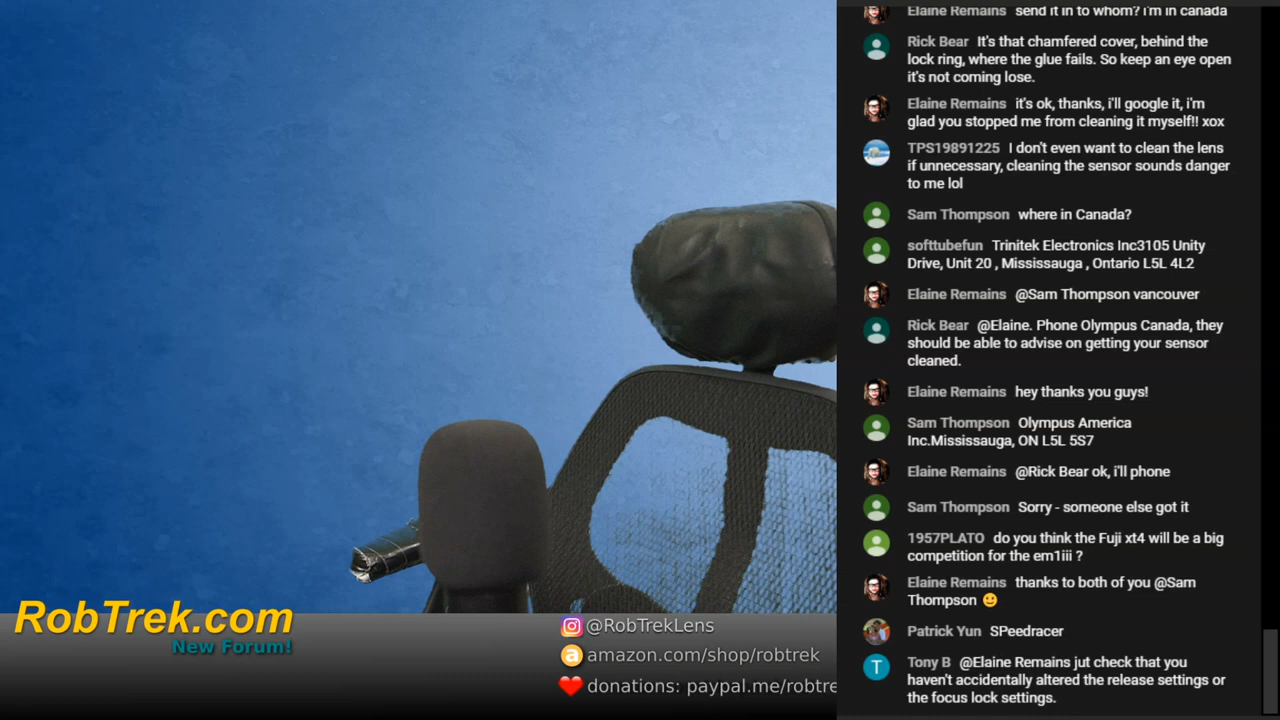 RobTrek.com
New Forum!
@RobTrekLens
amazon.com/shop/robtrek
donations: paypal.me/robtre
Elaine Remains send it in to whom? i'm in canada
Rick Bear It's that chamfered cover, behind the
lock ring, where the glue fails. So keep an eye open
it's not coming lose.
Elaine Remains it's ok, thanks, i'll google it, i'm
glad you stopped me from cleaning it myself!! xox
TPS19891225 I don't even want to clean the lens
if unnecessary, cleaning the sensor sounds danger
to me lol
Sam Thompson where in Canada?
softtubefun Trinitek Electronics Inc3105 Unity
Drive, Unit 20 , Mississauga , Ontario L5L 4L2
Elaine Remains @Sam Thompson vancouver
Rick Bear @Elaine. Phone Olympus Canada, they
should be able to advise on getting your sensor
cleaned.
Elaine Remains hey thanks you guys!
Sam Thompson Olympus America
Inc.Mississauga, ON L5L 5S7
Elaine Remains @Rick Bear ok, i'll phone
Sam Thompson Sorry - someone else got it
1957PLATO do you think the Fuji xt4 will be a big
competition for the em1iii ?
Elaine Remains thanks to both of you @Sam
Thompson 🙂
Patrick Yun SPeedracer
T
Tony B @Elaine Remains jut check that you
haven't accidentally altered the release settings or
the focus lock settings.